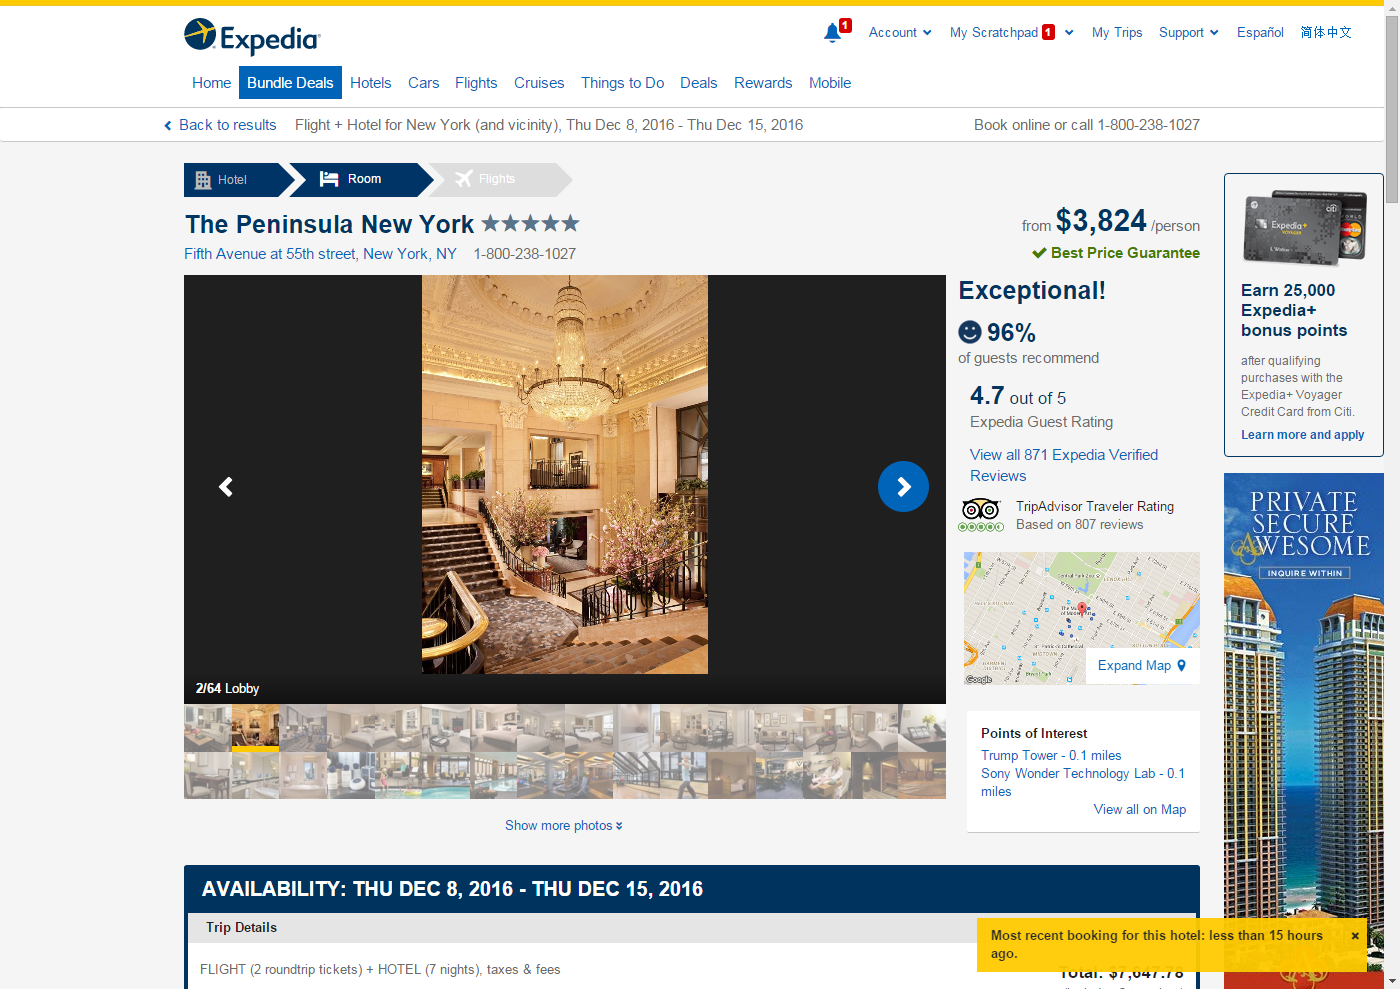 Expedia
1
Account
My Scratchpad 1
My Trips
Support
Español
简体中文
Home
Bundle Deals
Hotels
Cars
Flights
Cruises
Things to Do
Deals
Rewards
Mobile
Back to results
Flight + Hotel for New York (and vicinity), Thu Dec 8, 2016 - Thu Dec 15, 2016
Book online or call 1-800-238-1027
Hotel
Room
Flights
The Peninsula New York
Fifth Avenue at 55th street, New York, NY 1-800-238-1027
from $3,824 /person
Best Price Guarantee
2/64 Lobby
Show more photos
Exceptional!
96%
of guests recommend
4.7 out of 5
Expedia Guest Rating
View all 871 Expedia Verified
Reviews
TripAdvisor Traveler Rating
Based on 807 reviews
Google
Expand Map
Points of Interest
Trump Tower - 0.1 miles
Sony Wonder Technology Lab - 0.1
miles
View all on Map
citi
Expedia+
VOYAGER
Earn 25,000
Expedia+
bonus points
after qualifying
purchases with the
Expedia+ Voyager
Credit Card from Citi.
Learn more and apply
PRIVATE
SECURE
AWESOME
INQUIRE WITHIN
AVAILABILITY: THU DEC 8, 2016 - THU DEC 15, 2016
Trip Details
FLIGHT (2 roundtrip tickets) + HOTEL (7 nights), taxes & fees
Total: $7,647.78
Most recent booking for this hotel: less than 15 hours
ago.